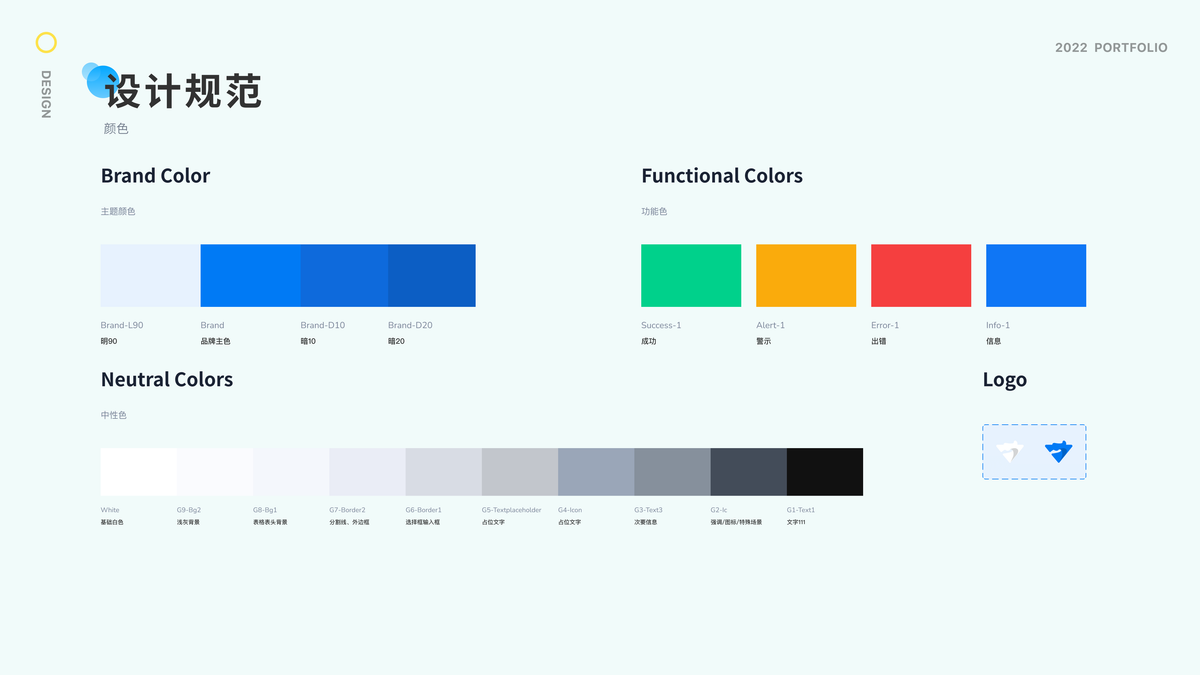 2022 PORTFOLIO
DESIGN
设计规范
颜色
Brand Color
主题颜色
Brand-L90
明90
Brand
品牌主色
Brand-D10
暗10
Brand-D20
暗20
Functional Colors
功能色
Success-1
成功
Alert-1
警示
Error-1
出错
Info-1
信息
Neutral Colors
中性色
White
基础白色
G9-Bg2
浅灰背景
G8-Bg1
表格表头背景
G7-Border2
分割线、外边框
G6-Border1
选择框输入框
G5-Textplaceholder
占位文字
G4-Icon
占位文字
G3-Text3
次要信息
G2-Ic
强调/图标/特殊场景
G1-Text1
文字111
Logo